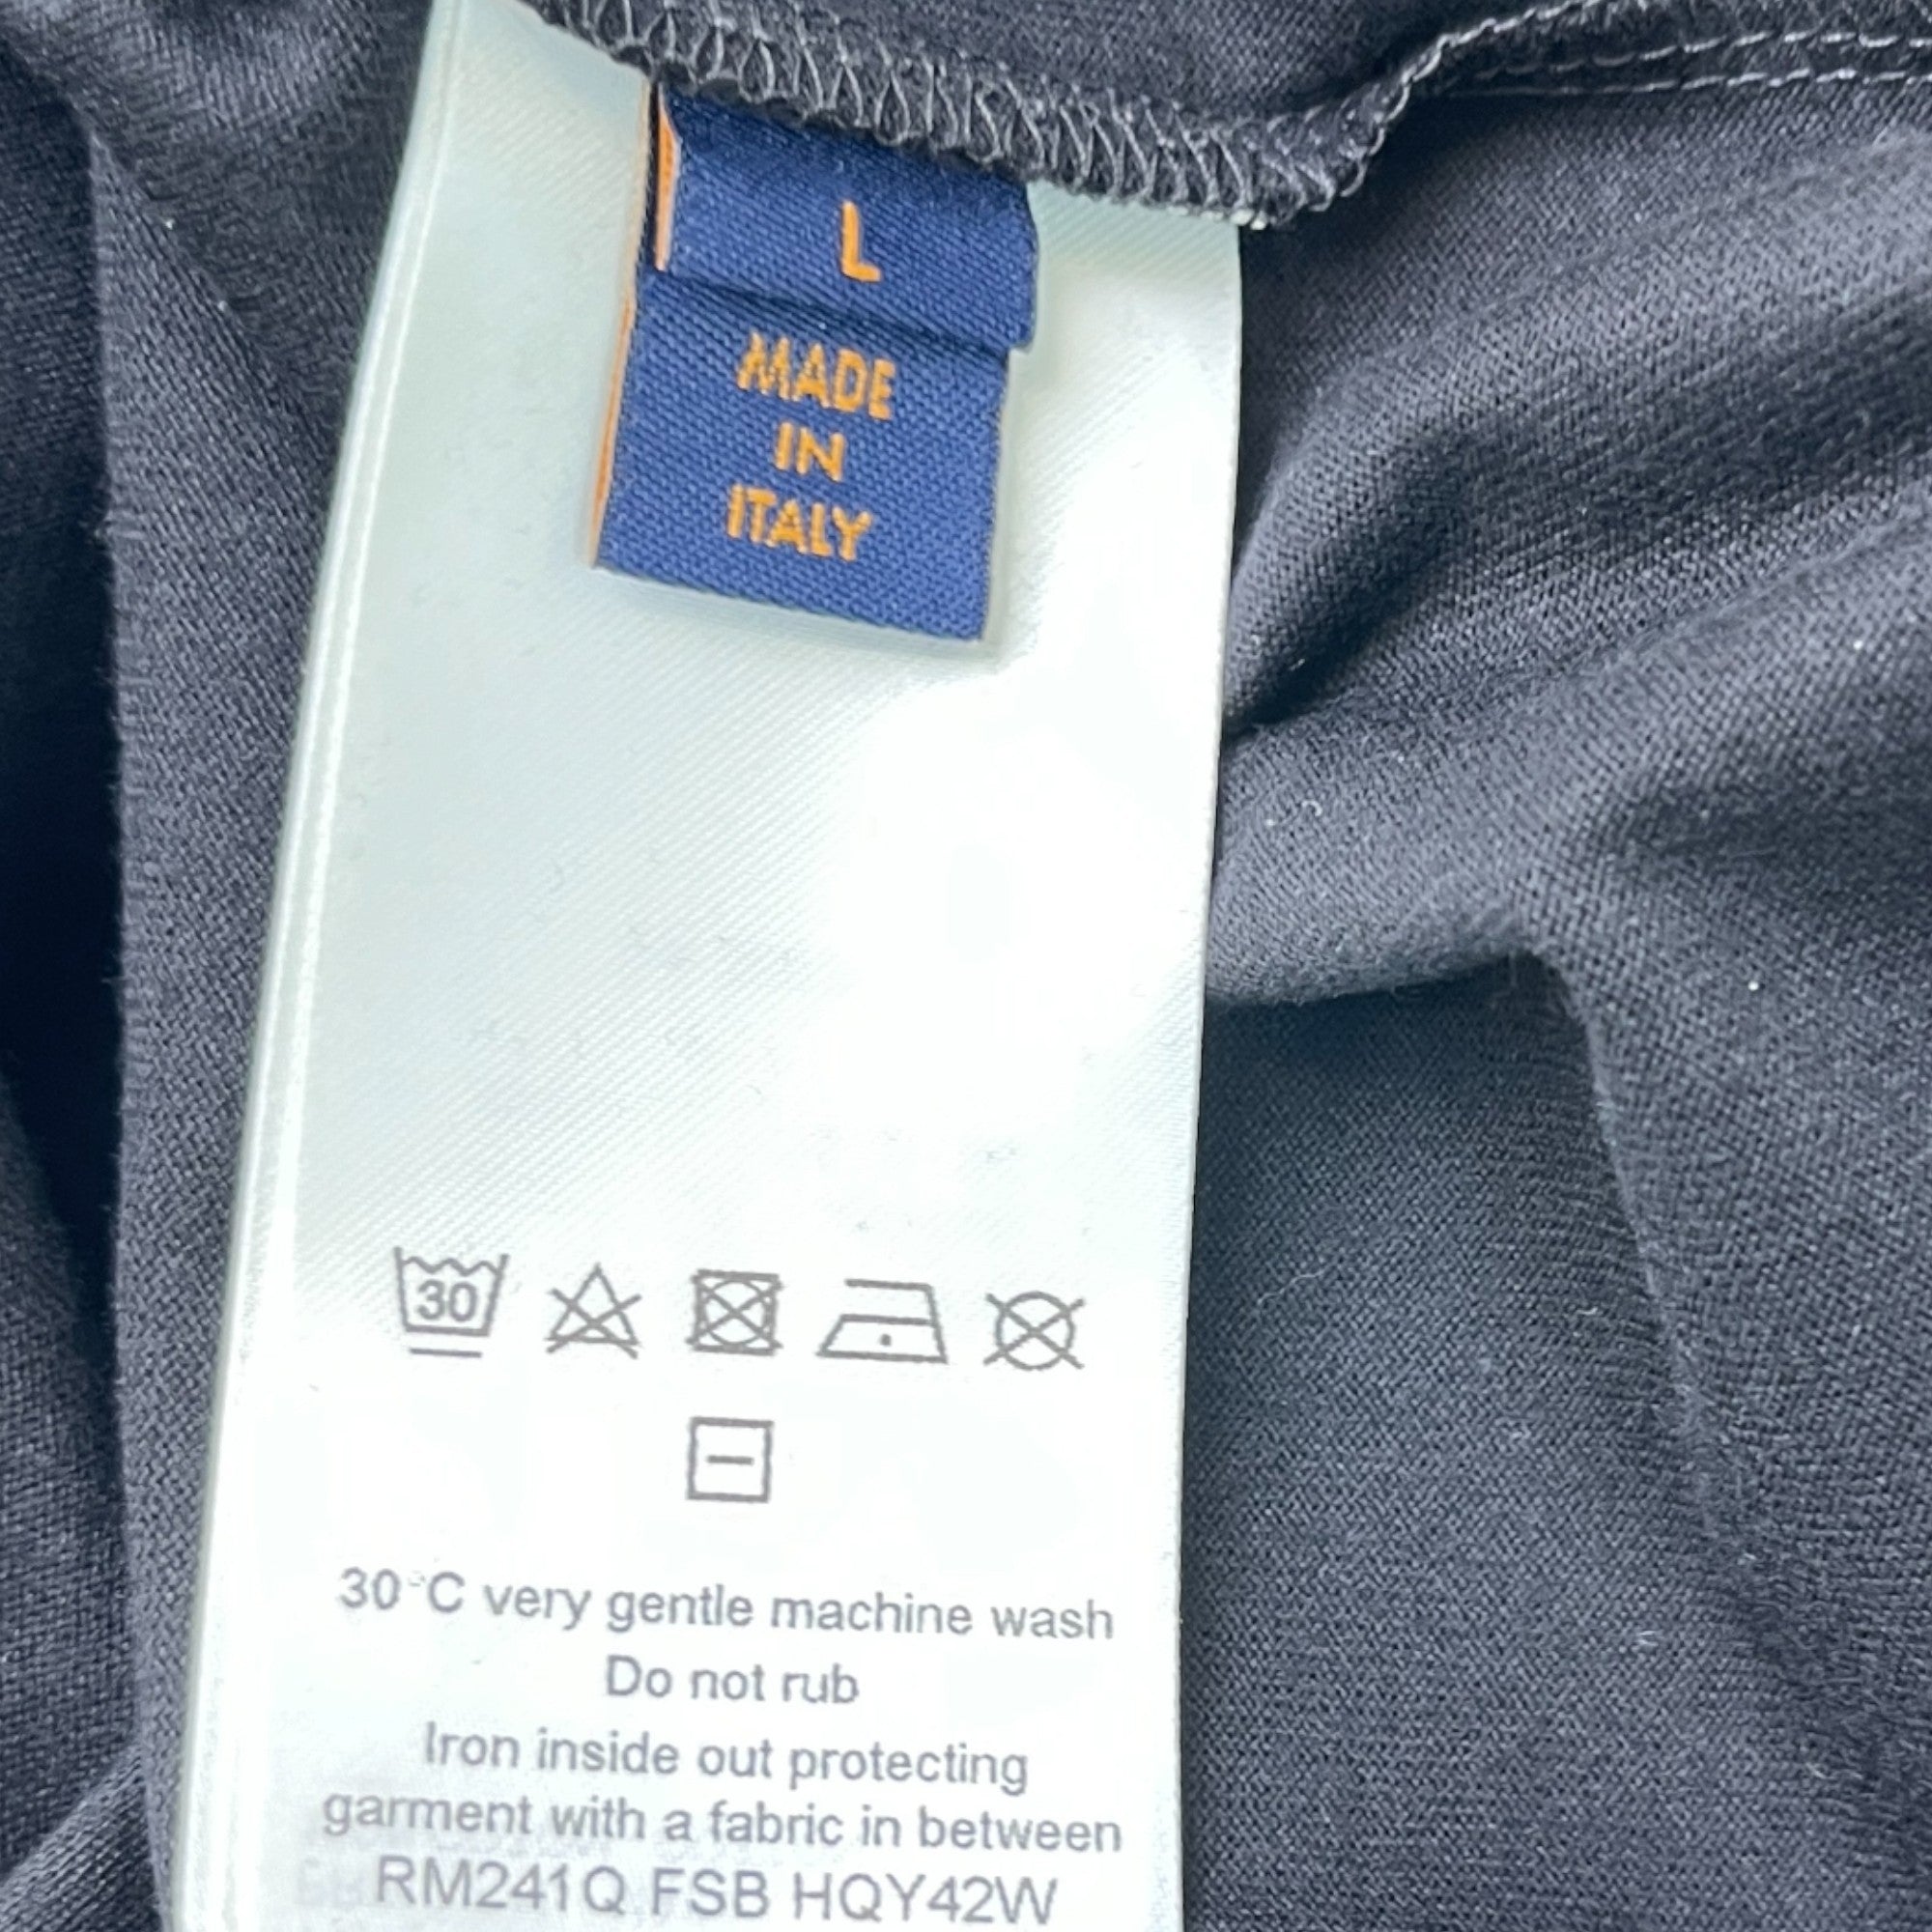 L
MADE
IN
ITALY
30
30°C very gentle machine wash
Do not rub
Iron inside out protecting
garment with a fabric in between
RM241Q FSB HQY42W